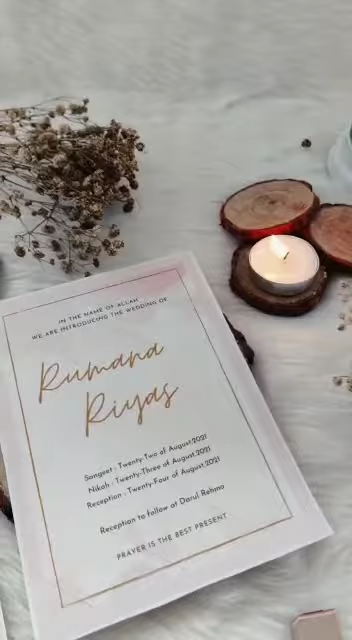 IN THE NAME OF ALLAH
WE ARE INTRODUCING THE WEDDING OF
Rumana
Riyas
Sangeet : Twenty-Two of August,2021
Nikah : Twenty-Three of August,2021
Reception : Twenty-Four of August,2021
Reception to follow at Darul Rehma
PRAYER IS THE BEST PRESENT